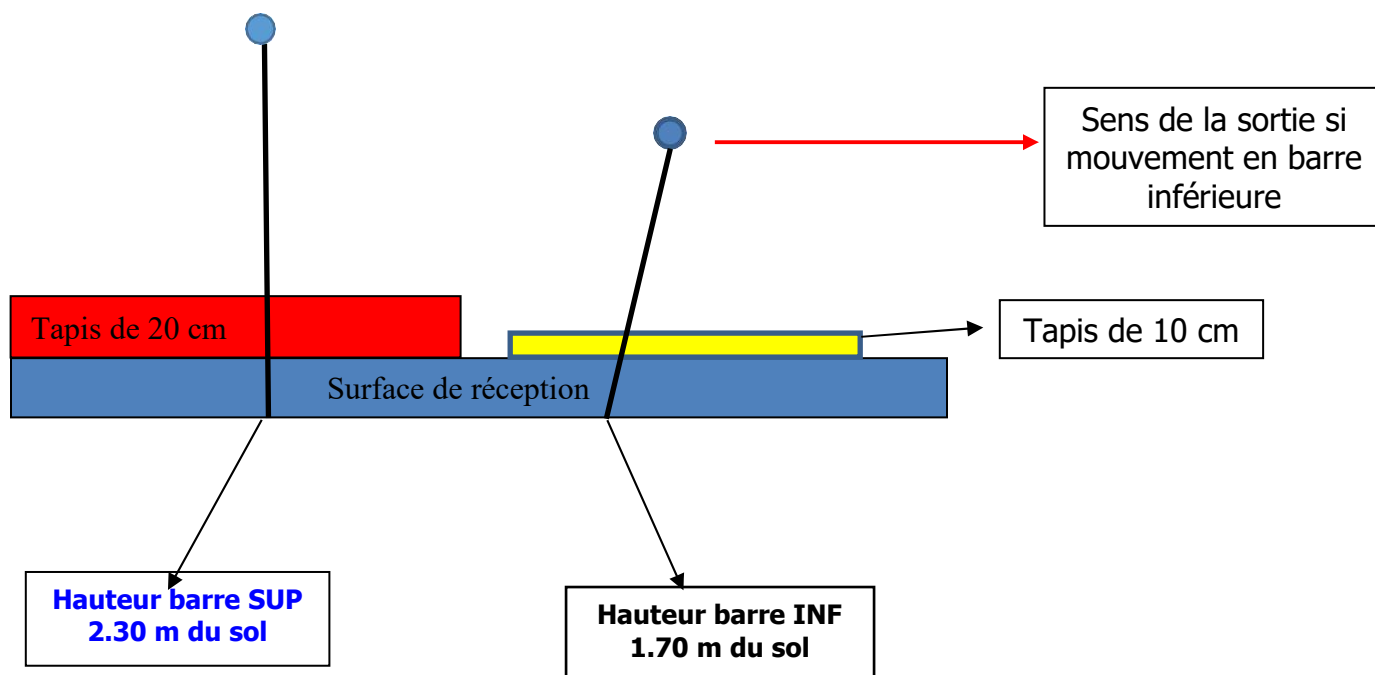 Sens de la sortie si
mouvement en barre
inférieure
Tapis de 20 cm
Tapis de 10 cm
Surface de réception
Hauteur barre SUP
2.30 m du sol
Hauteur barre INF
1.70 m du sol